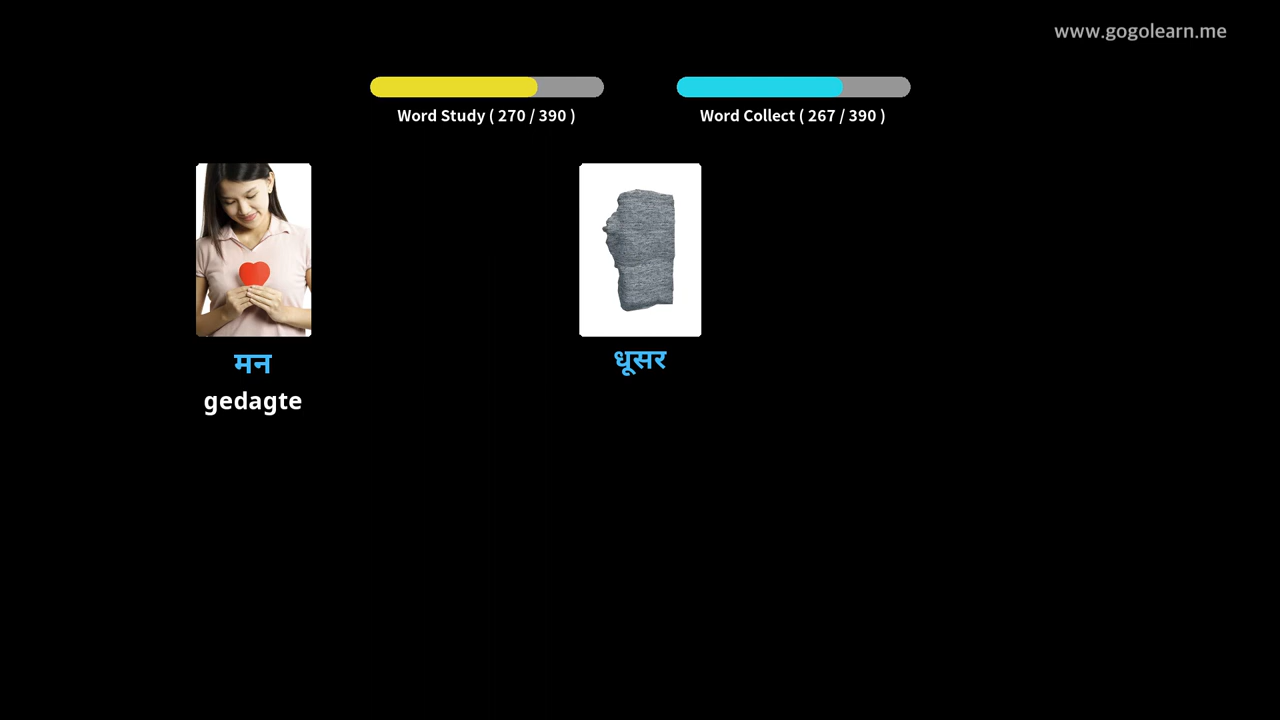 www.gogolearn.me
Word Study ( 270 / 390 )
Word Collect ( 267 / 390 )
मन
gedagte
धूसर